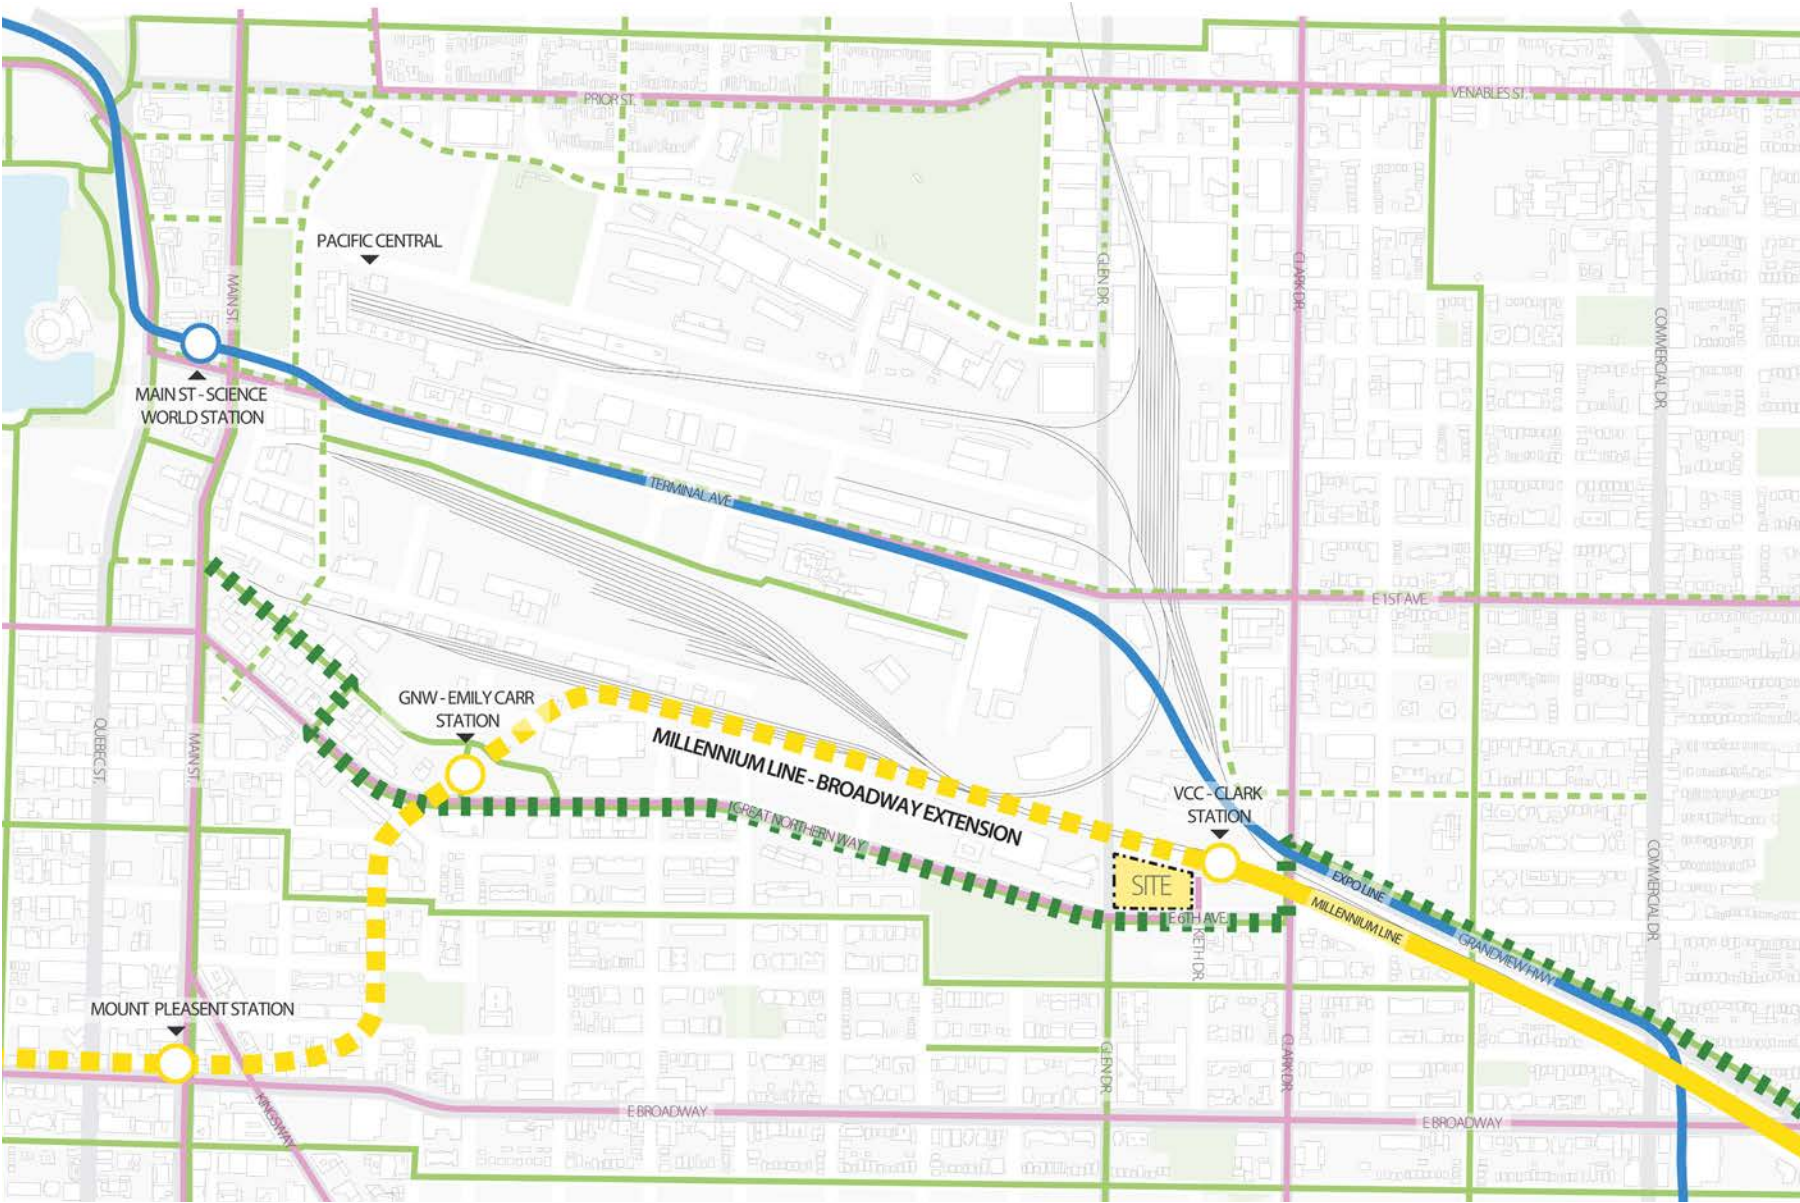 PRIOR ST.
VENABLES ST.
PACIFIC CENTRAL
MAIN ST.
GLEN DR.
CLARK DR.
COMMERCIAL DR
MAIN ST - SCIENCE
WORLD STATION
TERMINAL AVE
E 1ST AVE.
GNW - EMILY CARR
STATION
QUEBEC ST.
MAIN ST.
MILLENNIUM LINE - BROADWAY EXTENSION
GREAT NORTHERN WAY
VCC - CLARK
STATION
SITE
E 6TH AVE.
KEITH DR.
EXPO LINE
MILLENNIUM LINE
GRANDVIEW HWY
COMMERCIAL DR
MOUNT PLEASENT STATION
KINGSWAY
GLEN DR.
CLARK DR.
E BROADWAY
E BROADWAY